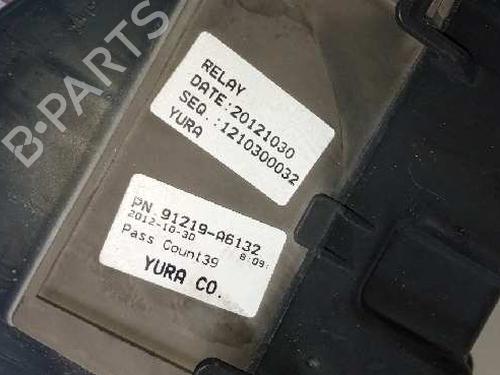 B-PARTS
RELAY
DATE:20121030
SEQ.:1210300032
YURA
PN 91219-A6132
2012-10-30 8:09:
Pass Count39
YURA CO.